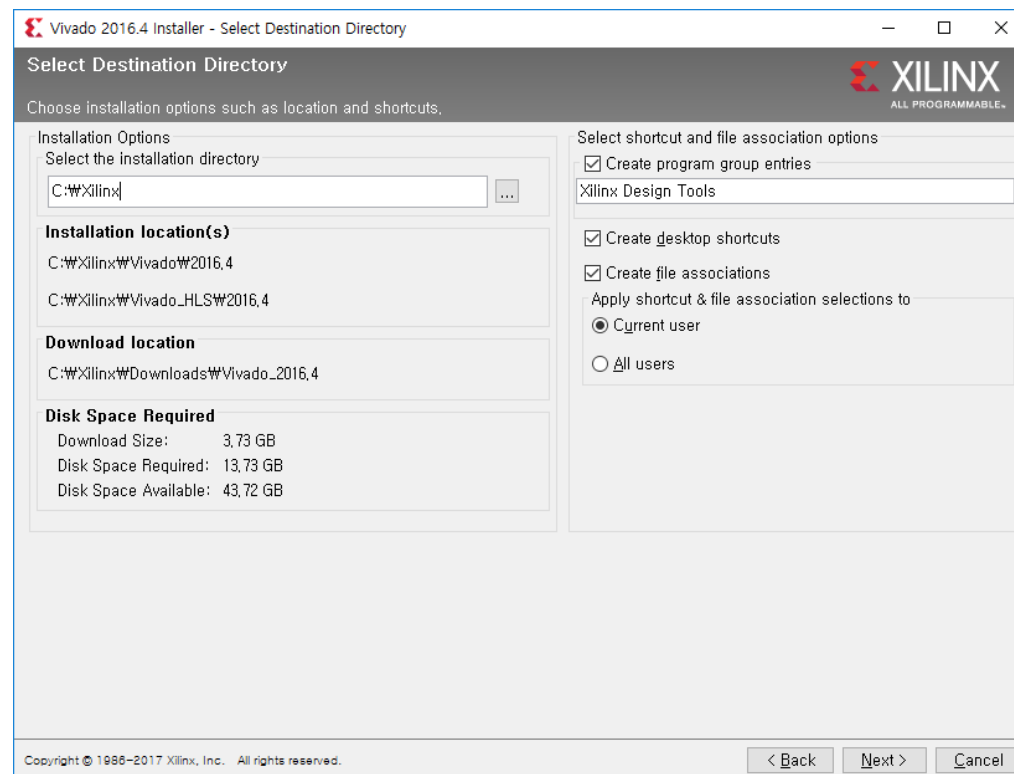 Vivado 2016.4 Installer - Select Destination Directory
Select Destination Directory
Choose installation options such as location and shortcuts.
XILINX
ALL PROGRAMMABLE.
Installation Options
Select the installation directory
C:₩Xilinx
...
Installation location(s)
C:₩Xilinx₩Vivado₩2016.4
C:₩Xilinx₩Vivado_HLS₩2016.4
Download location
C:₩Xilinx₩Downloads₩Vivado_2016.4
Disk Space Required
Download Size: 3.73 GB
Disk Space Required: 13.73 GB
Disk Space Available: 43.72 GB
Select shortcut and file association options
Create program group entries
Xilinx Design Tools
Create desktop shortcuts
Create file associations
Apply shortcut & file association selections to
Current user
All users
Copyright © 1986-2017 Xilinx, Inc. All rights reserved.
< Back Next > Cancel